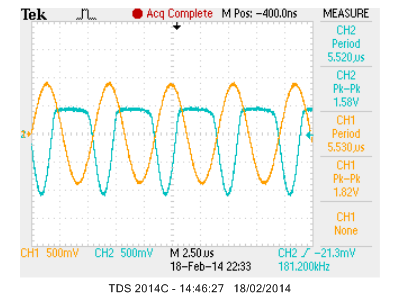 Tek Acq Complete M Pos: -400.0ns MEASURE
CH2
Period
5.520us
CH2
Pk-Pk
1.58V
CH1
Period
5.530us
CH1
Pk-Pk
1.82V
CH1
None
2
CH1 500mV CH2 500mV M 2.50us CH2 -21.3mV
18-Feb-14 22:33 181.200kHz
TDS 2014C - 14:46:27 18/02/2014